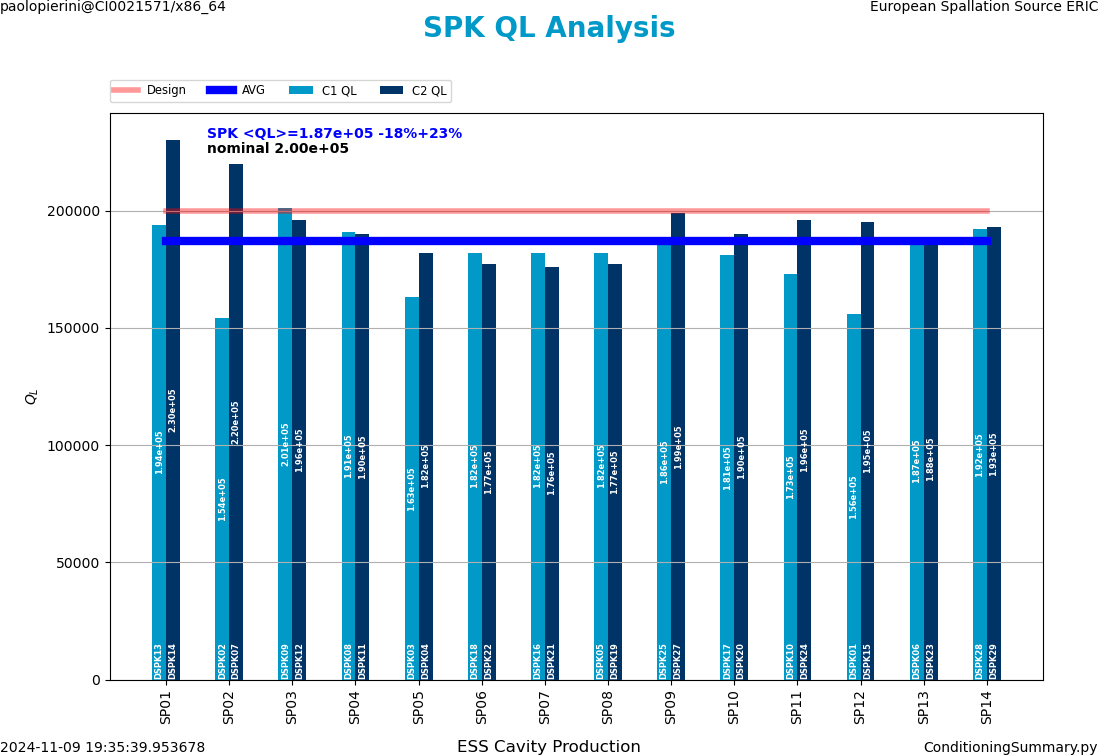 paolopierini@CI0021571/x86_64
European Spallation Source ERIC
SPK QL Analysis
Design
AVG
C1 QL
C2 QL
SPK <QL>=1.87e+05 -18%+23%
nominal 2.00e+05
200000
150000
100000
50000
0
QL
1.94e+05
2.30e+05
1.54e+05
2.20e+05
2.01e+05
1.96e+05
1.91e+05
1.90e+05
1.63e+05
1.82e+05
1.82e+05
1.77e+05
1.82e+05
1.76e+05
1.82e+05
1.77e+05
1.86e+05
1.99e+05
1.81e+05
1.90e+05
1.73e+05
1.96e+05
1.56e+05
1.95e+05
1.87e+05
1.88e+05
1.92e+05
1.93e+05
DSPK13
DSPK14
DSPK02
DSPK07
DSPK09
DSPK12
DSPK08
DSPK11
DSPK03
DSPK04
DSPK18
DSPK22
DSPK16
DSPK21
DSPK05
DSPK19
DSPK25
DSPK27
DSPK17
DSPK20
DSPK10
DSPK24
DSPK01
DSPK15
DSPK06
DSPK23
DSPK28
DSPK29
SP01
SP02
SP03
SP04
SP05
SP06
SP07
SP08
SP09
SP10
SP11
SP12
SP13
SP14
2024-11-09 19:35:39.953678
ESS Cavity Production
ConditioningSummary.py